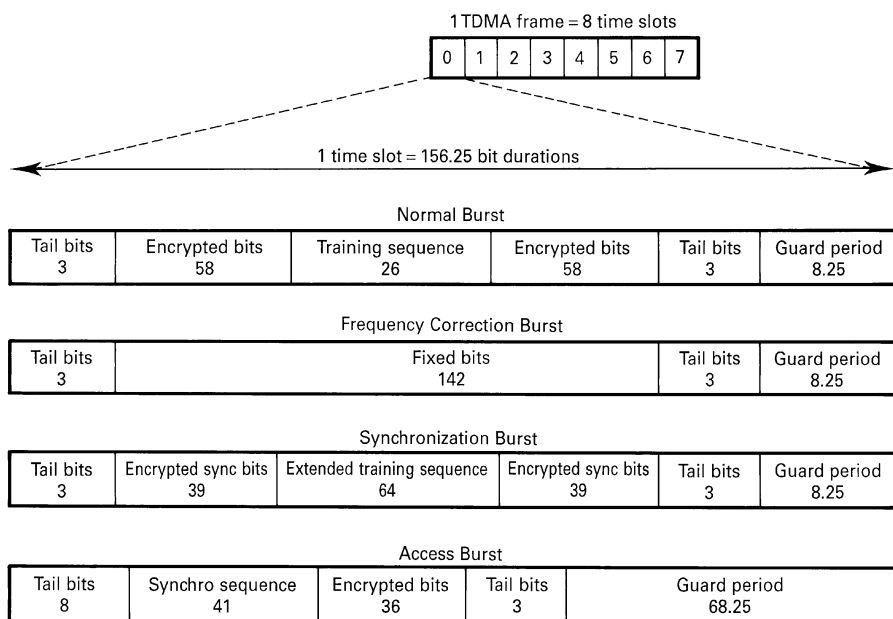 1 TDMA frame = 8 time slots
0 1 2 3 4 5 6 7
1 time slot = 156.25 bit durations
Normal Burst
Tail bits Encrypted bits Training sequence Encrypted bits Tail bits Guard period
3 58 26 58 3 8.25
Frequency Correction Burst
Tail bits Fixed bits Tail bits Guard period
3 142 3 8.25
Synchronization Burst
Tail bits Encrypted sync bits Extended training sequence Encrypted sync bits Tail bits Guard period
3 39 64 39 3 8.25
Access Burst
Tail bits Synchro sequence Encrypted bits Tail bits Guard period
8 41 36 3 68.25